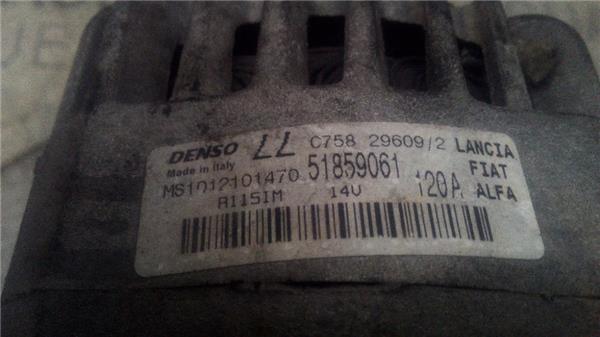 DENSO LL C758 29609/2 LANCIA
Made in Italy 51859061 FIAT
MS1012101470 120A. ALFA
A115IM 14V